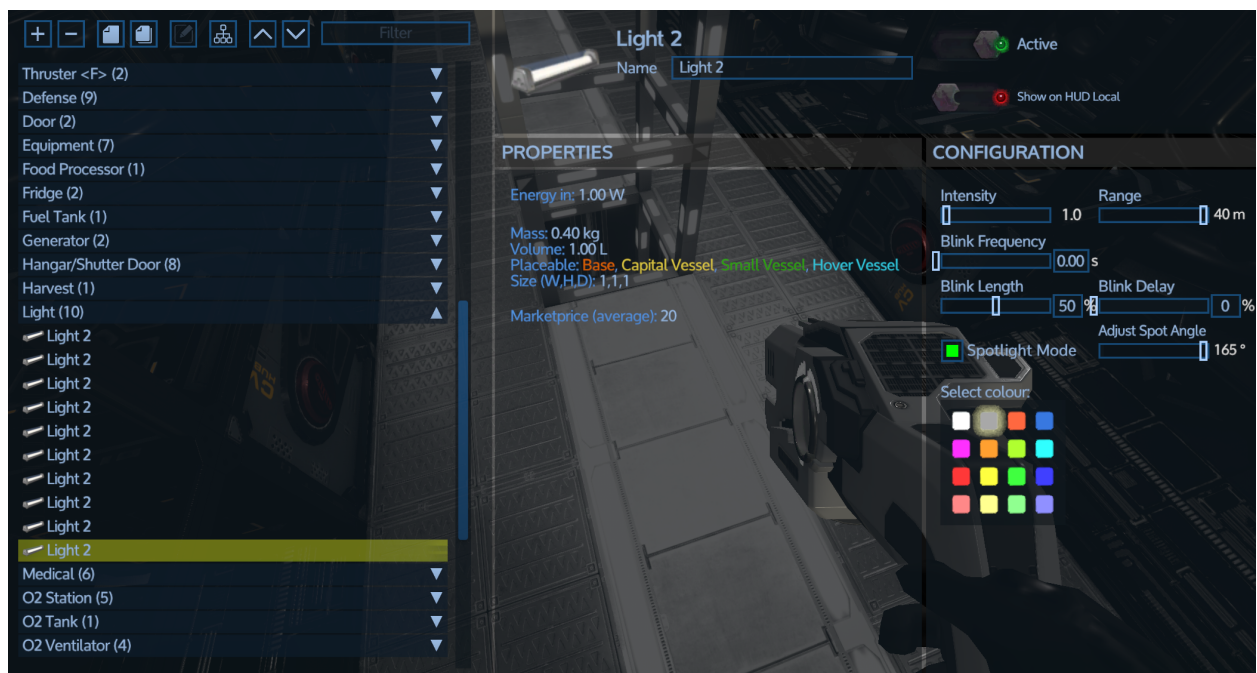 Filter
Thruster <F> (2)
Defense (9)
Door (2)
Equipment (7)
Food Processor (1)
Fridge (2)
Fuel Tank (1)
Generator (2)
Hangar/Shutter Door (8)
Harvest (1)
Light (10)
Light 2
Light 2
Light 2
Light 2
Light 2
Light 2
Light 2
Light 2
Light 2
Light 2
Medical (6)
O2 Station (5)
O2 Tank (1)
O2 Ventilator (4)
Light 2
Name Light 2
Active
Show on HUD Local
PROPERTIES
Energy in: 1.00 W
Mass: 0.40 kg
Volume: 1.00 L
Placeable: Base, Capital Vessel, Small Vessel, Hover Vessel
Size (W,H,D): 1,1,1
Marketprice (average): 20
CONFIGURATION
Intensity Range
1.0 40 m
Blink Frequency
0.00 s
Blink Length Blink Delay
50 % 0 %
Adjust Spot Angle
Spotlight Mode 165 °
Select colour: